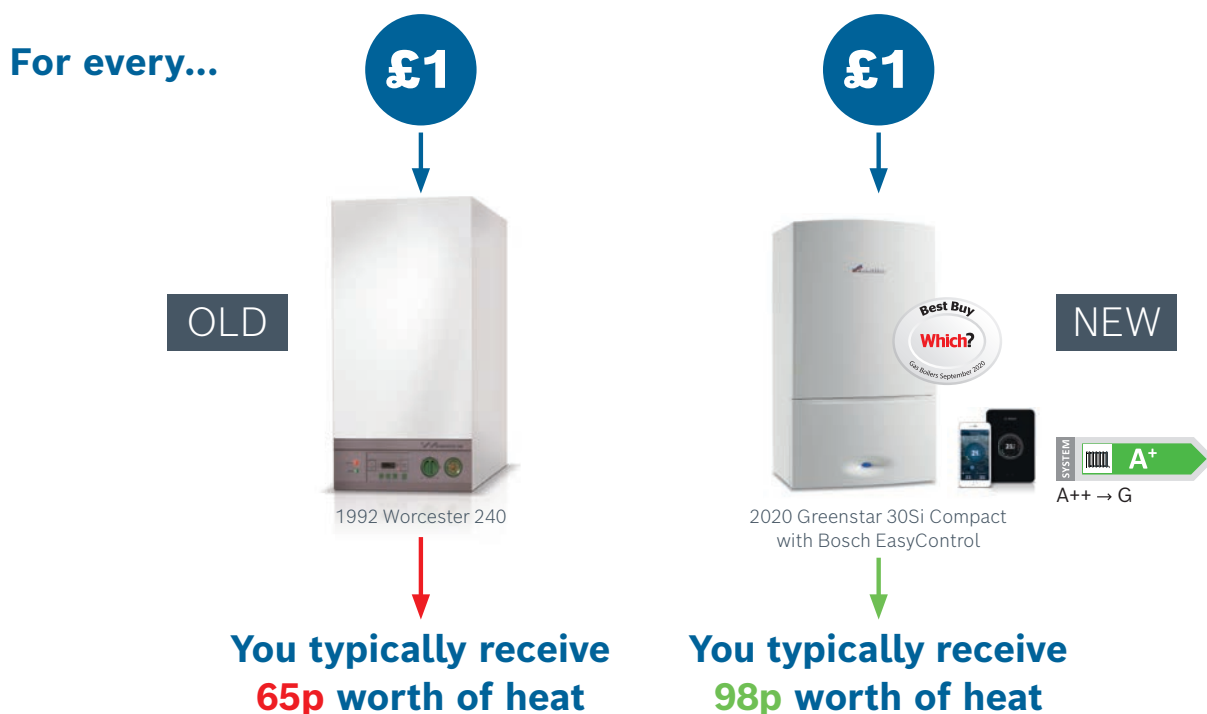 For every...
£1
£1
OLD
NEW
Best Buy
Which?
Gas Boilers September 2020
SYSTEM
A+
A++ → G
1992 Worcester 240
2020 Greenstar 30Si Compact
with Bosch EasyControl
You typically receive
65p worth of heat
You typically receive
98p worth of heat